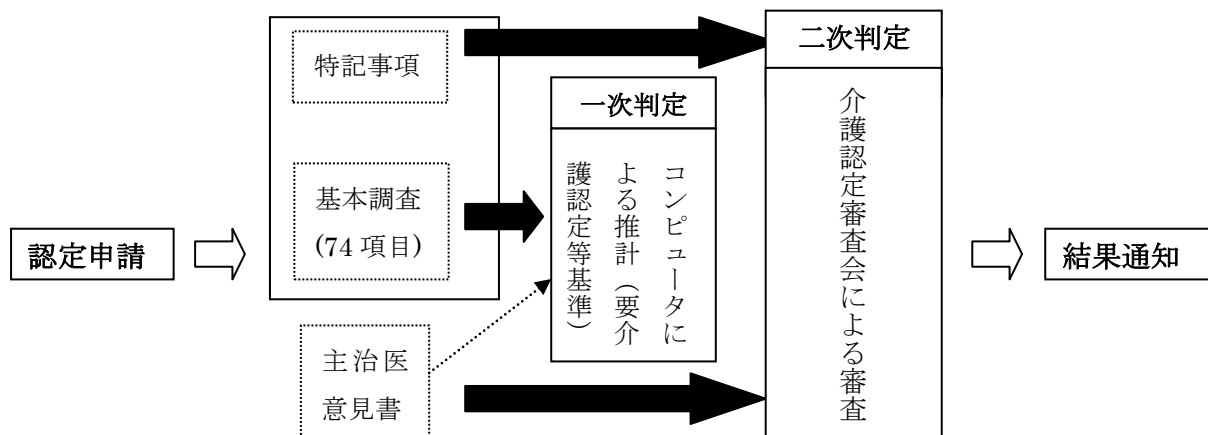 認定申請
特記事項
基本調査
(74 項目)
主治医
意見書
一次判定
コンピュータに
よる推計（要介
護認定等基準）
二次判定
介護認定審査会による審査
結果通知